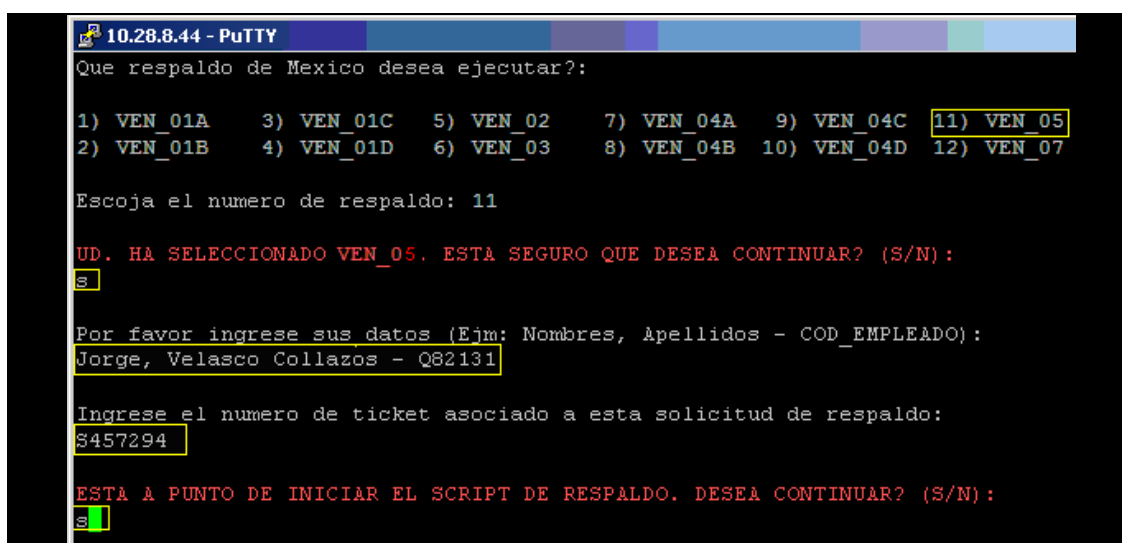 10.28.8.44 - PuTTY
Que respaldo de Mexico desea ejecutar?:
1) VEN_01A 3) VEN_01C 5) VEN_02 7) VEN_04A 9) VEN_04C 11) VEN_05
2) VEN_01B 4) VEN_01D 6) VEN_03 8) VEN_04B 10) VEN_04D 12) VEN_07
Escoja el numero de respaldo: 11
UD. HA SELECCIONADO VEN_05. ESTA SEGURO QUE DESEA CONTINUAR? (S/N):
s
Por favor ingrese sus datos (Ejm: Nombres, Apellidos - COD_EMPLEADO):
Jorge, Velasco Collazos - Q82131
Ingrese el numero de ticket asociado a esta solicitud de respaldo:
S457294
ESTA A PUNTO DE INICIAR EL SCRIPT DE RESPALDO. DESEA CONTINUAR? (S/N):
s